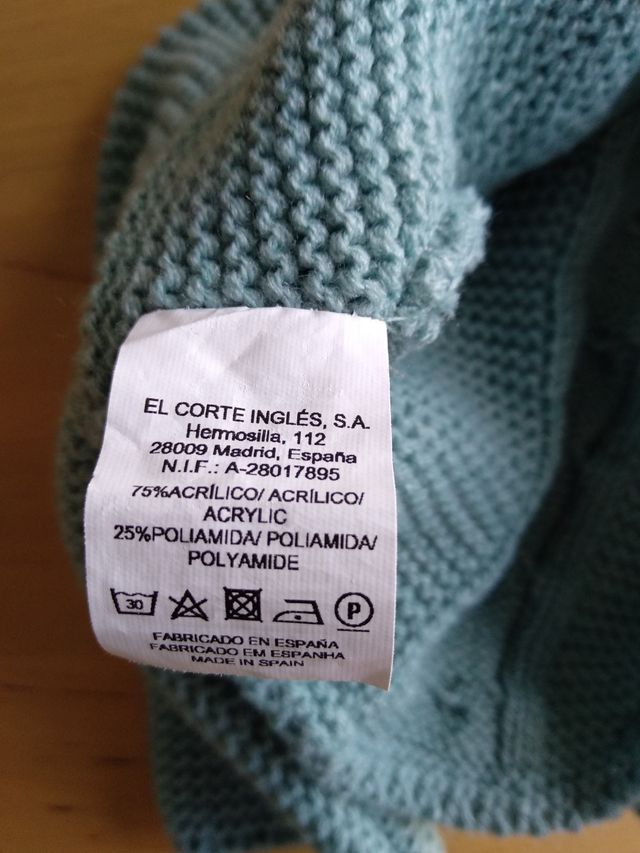 EL CORTE INGLÉS, S.A.
Hermosilla, 112
28009 Madrid, España
N.I.F.: A-28017895
75%ACRÍLICO/ ACRÍLICO/
ACRYLIC
25%POLIAMIDA/ POLIAMIDA/
POLYAMIDE
30 P
FABRICADO EN ESPAÑA
FABRICADO EM ESPANHA
MADE IN SPAIN